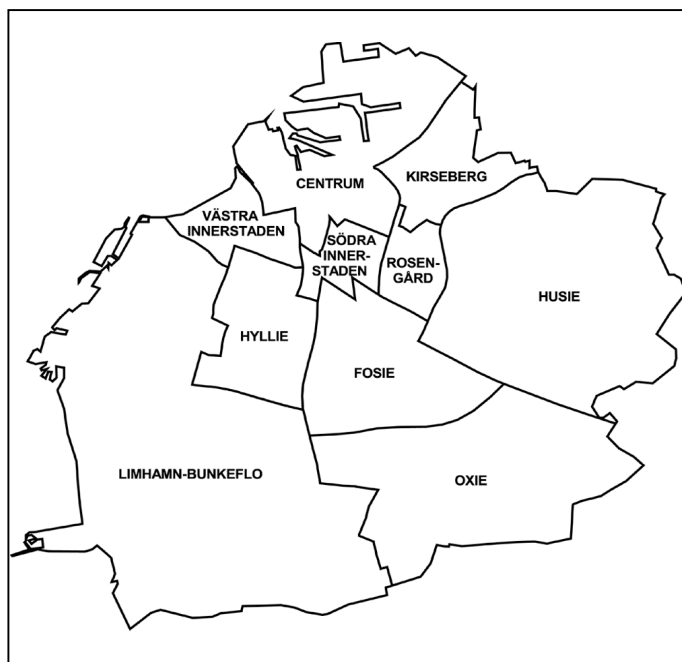 CENTRUM
KIRSEBERG
VÄSTRA
INNERSTADEN
SÖDRA
INNER-
STADEN
ROSEN-
GÅRD
HUSIE
HYLLIE
FOSIE
LIMHAMN-BUNKEFLO
OXIE